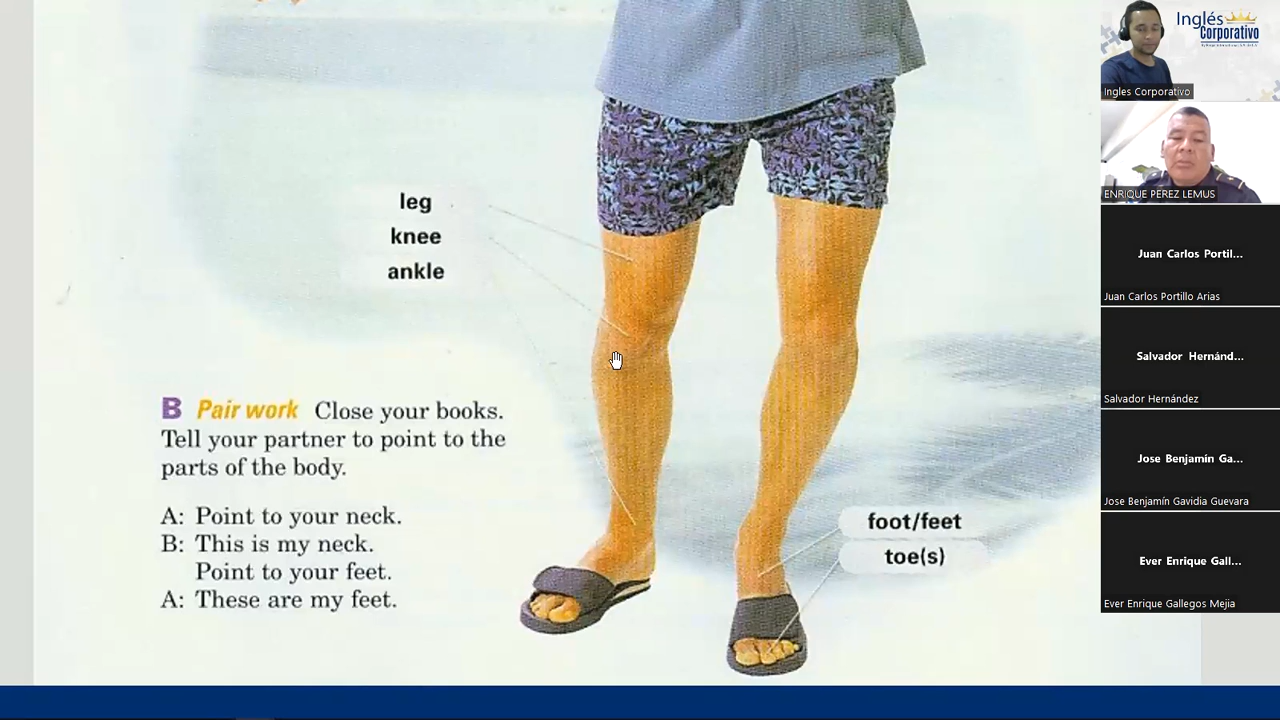 leg
knee
ankle
B Pair work Close your books.
Tell your partner to point to the
parts of the body.
A: Point to your neck.
B: This is my neck.
Point to your feet.
A: These are my feet.
foot/feet
toe(s)
Inglés
Corporativo
Ingles Corporativo
ENRIQUE PEREZ LEMUS
Juan Carlos Portil...
Juan Carlos Portillo Arias
Salvador Hernánd...
Salvador Hernández
Jose Benjamín Ga...
Jose Benjamín Gavidia Guevara
Ever Enrique Gall...
Ever Enrique Gallegos Mejia